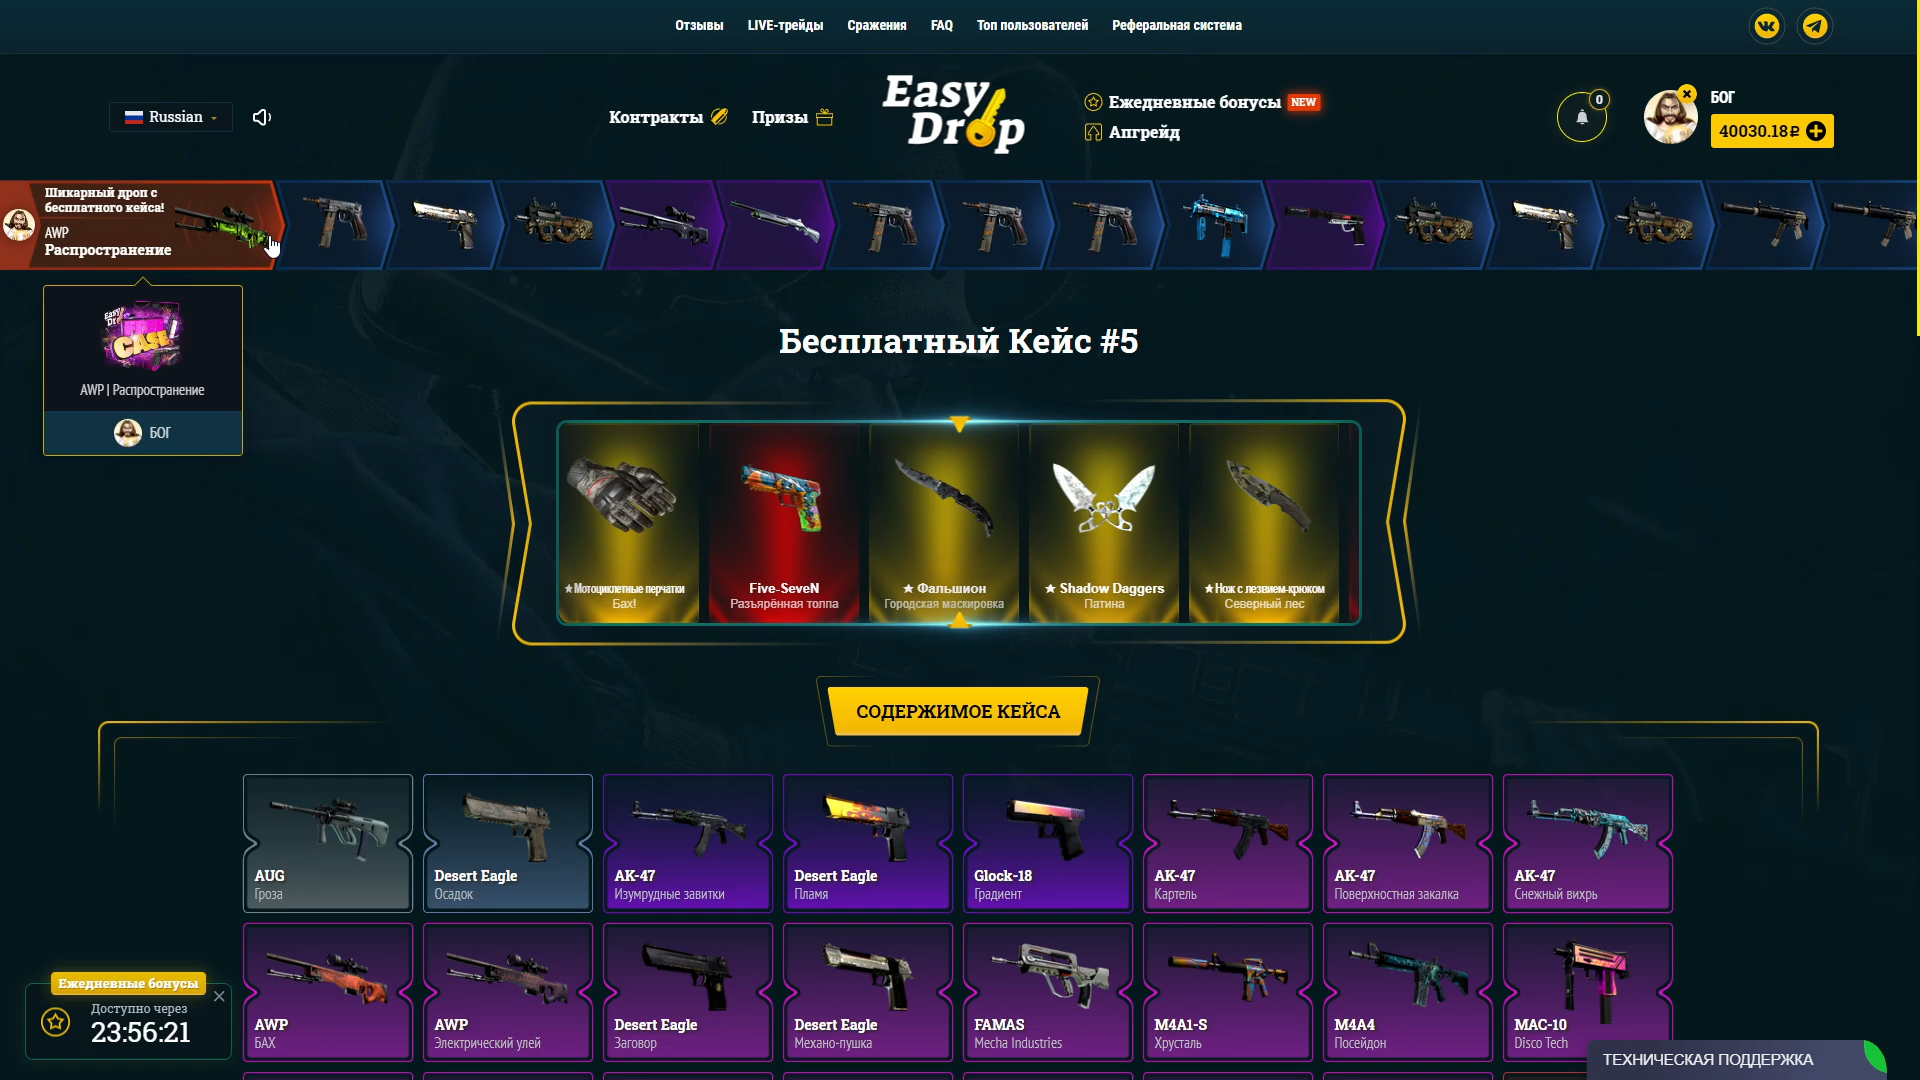 Отзывы LIVE-трейды Сражения FAQ Топ пользователей Реферальная система
Russian
Контракты Призы
Easy Drop
Ежедневные бонусы NEW
Апгрейд
0
БОГ
40030.18₽
Шикарный дроп с
бесплатного кейса!
AWP
Распространение
Easy Drop
FREE
CASE
AWP | Распространение
БОГ
Бесплатный Кейс #5
★ Мотоциклетные перчатки
Бах!
Five-SeveN
Разъярённая толпа
★ Фальшион
Городская маскировка
★ Shadow Daggers
Патина
★ Нож с лезвием-крюком
Северный лес
СОДЕРЖИМОЕ КЕЙСА
AUG
Гроза
Desert Eagle
Осадок
AK-47
Изумрудные завитки
Desert Eagle
Пламя
Glock-18
Градиент
AK-47
Картель
AK-47
Поверхностная закалка
AK-47
Снежный вихрь
AWP
БАХ
AWP
Электрический улей
Desert Eagle
Заговор
Desert Eagle
Механо-пушка
FAMAS
Mecha Industries
M4A1-S
Хрусталь
M4A4
Посейдон
MAC-10
Disco Tech
Ежедневные бонусы
Доступно через
23:56:21
ТЕХНИЧЕСКАЯ ПОДДЕРЖКА